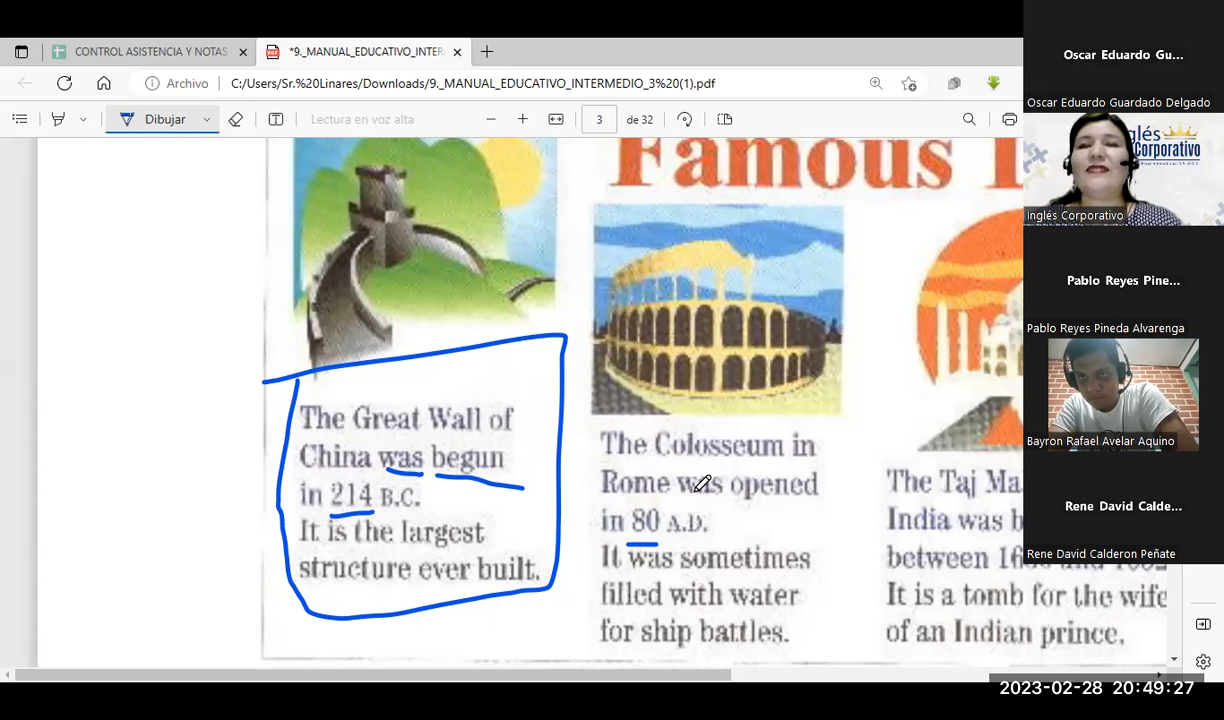 CONTROL ASISTENCIA Y NOTAS
*9._MANUAL_EDUCATIVO_INTER
Archivo
C:/Users/Sr.%20Linares/Downloads/9._MANUAL_EDUCATIVO_INTERMEDIO_3%20(1).pdf
Dibujar
Lectura en voz alta
3
de 32
Famous
The Great Wall of
China was begun
in 214 B.C.
It is the largest
structure ever built.
The Colosseum in
Rome was opened
in 80 A.D.
It was sometimes
filled with water
for ship battles.
The Taj Ma
India was b
between 16
It is a tomb for the wife
of an Indian prince.
Oscar Eduardo Gu...
Oscar Eduardo Guardado Delgado
glés
Corporativo
Inglés Corporativo
Pablo Reyes Pine...
Pablo Reyes Pineda Alvarenga
Bayron Rafael Avelar Aquino
Rene David Calde...
Rene David Calderon Peñate
2023-02-28 20:49:27